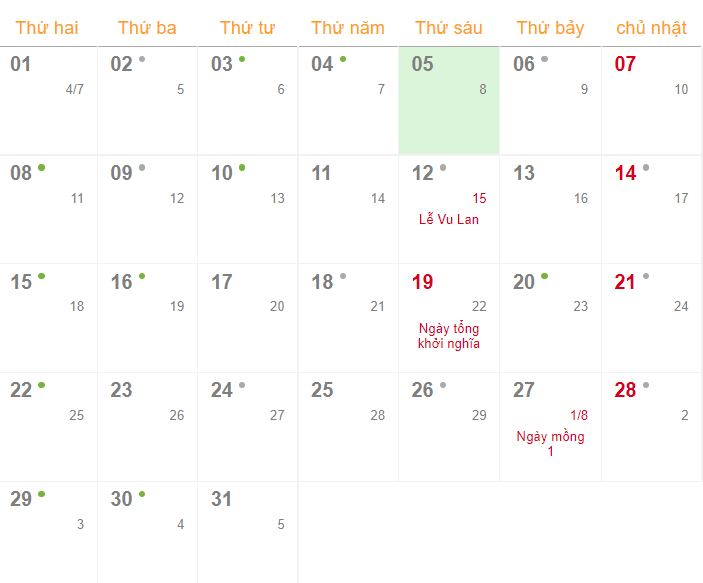 Thứ hai Thứ ba Thứ tư Thứ năm Thứ sáu Thứ bảy chủ nhật
01 02 03 04 05 06 07
4/7 5 6 7 8 9 10
08 09 10 11 12 13 14
11 12 13 14 15 16 17
Lễ Vu Lan
15 16 17 18 19 20 21
18 19 20 21 22 23 24
Ngày tổng
khởi nghĩa
22 23 24 25 26 27 28
25 26 27 28 29 1/8 2
Ngày mồng
1
29 30 31
3 4 5